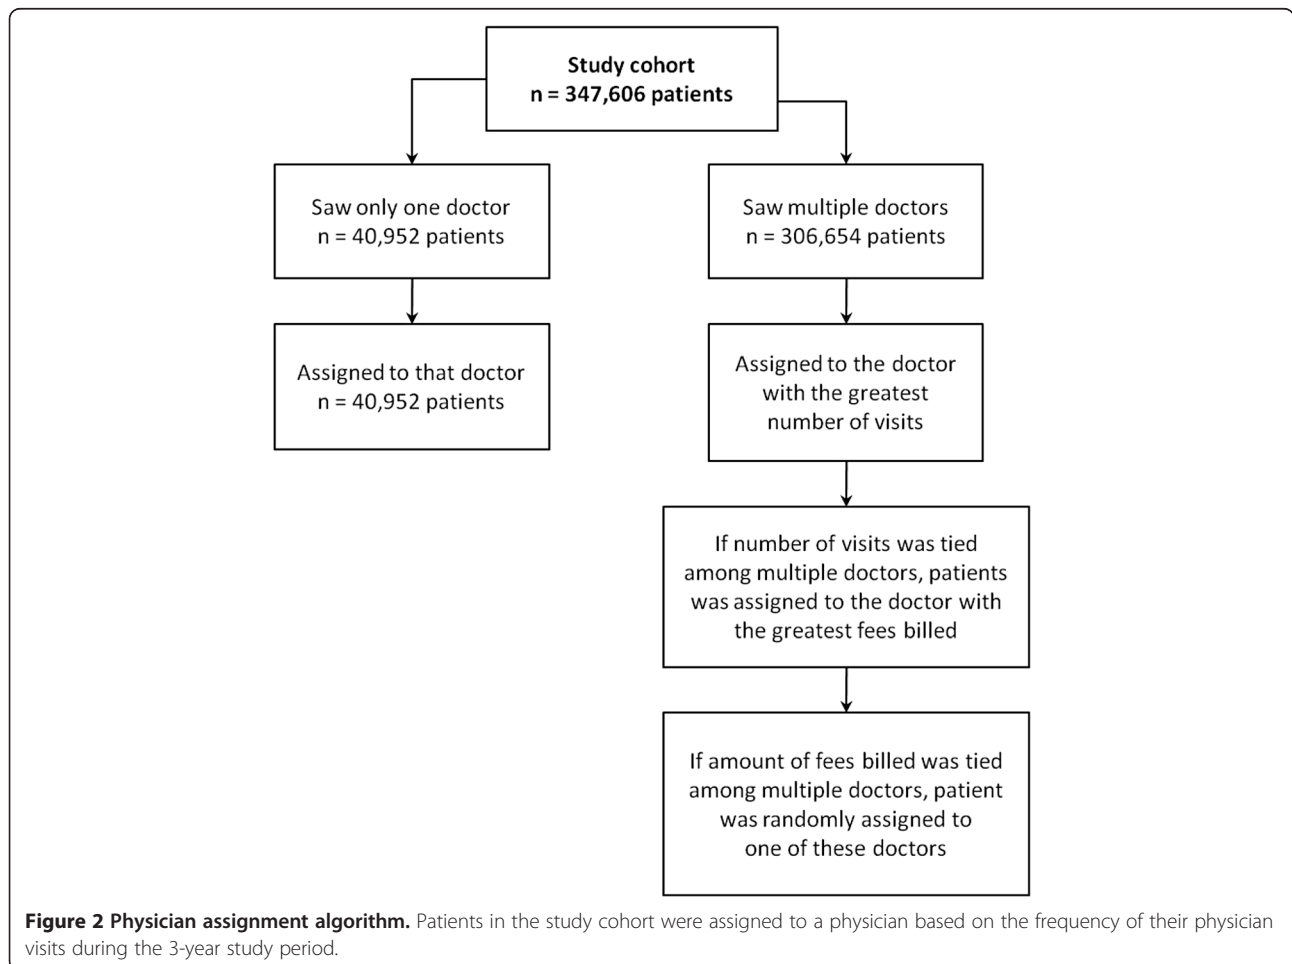 Study cohort
n = 347,606 patients
Saw only one doctor
n = 40,952 patients
Saw multiple doctors
n = 306,654 patients
Assigned to that doctor
n = 40,952 patients
Assigned to the doctor
with the greatest
number of visits
If number of visits was tied
among multiple doctors, patients
was assigned to the doctor with
the greatest fees billed
If amount of fees billed was tied
among multiple doctors, patient
was randomly assigned to
one of these doctors
Figure 2 Physician assignment algorithm. Patients in the study cohort were assigned to a physician based on the frequency of their physician
visits during the 3-year study period.